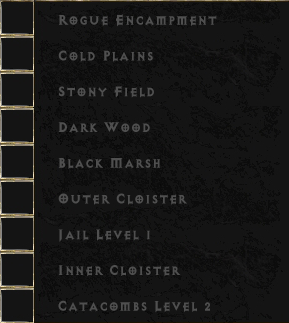 Rogue Encampment
Cold Plains
Stony Field
Dark Wood
Black Marsh
Outer Cloister
Jail Level 1
Inner Cloister
Catacombs Level 2